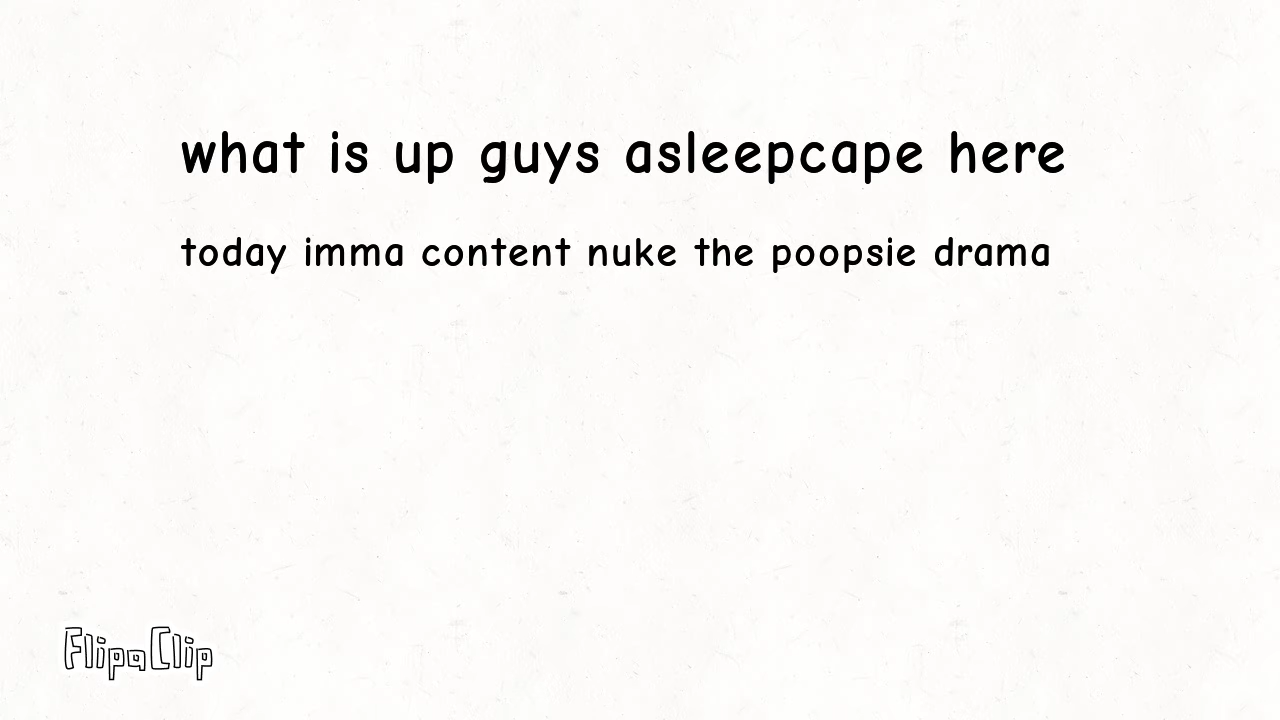 what is up guys asleepcape here
today imma content nuke the poopsie drama
FlipaClip